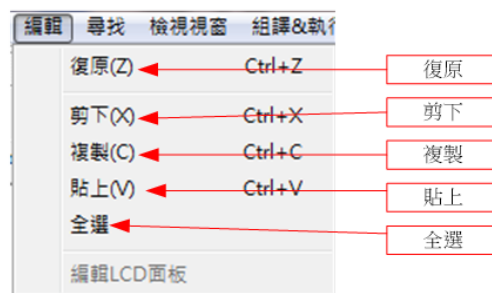 編輯 尋找 檢視視窗 組譯&執行
復原(Z) Ctrl+Z 復原
剪下(X) Ctrl+X 剪下
複製(C) Ctrl+C 複製
貼上(V) Ctrl+V 貼上
全選 全選
編輯LCD面板